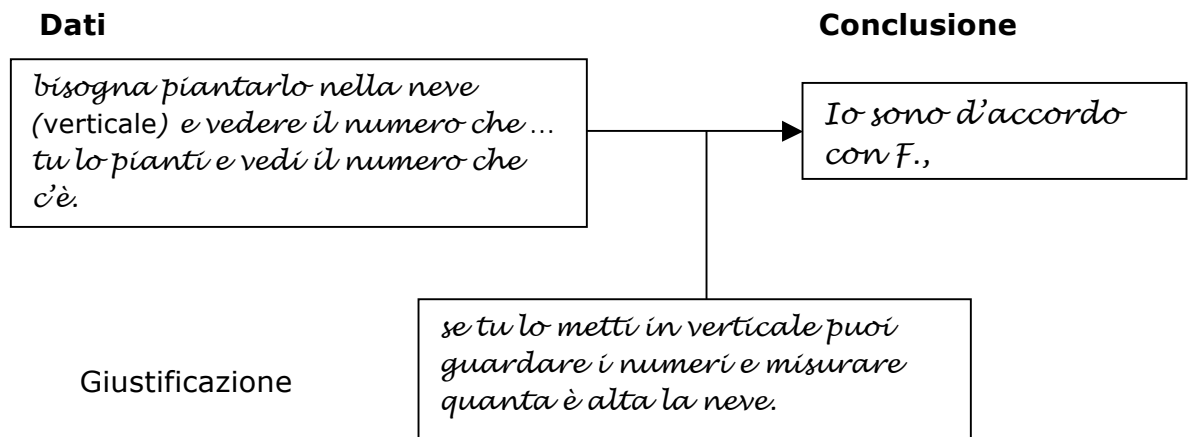 Dati
Conclusione
bisogna piantarlo nella neve
(verticale) e vedere il numero che …
tu lo pianti e vedi il numero che
c'è.
Io sono d'accordo
con F.,
Giustificazione
se tu lo metti in verticale puoi
guardare i numeri e misurare
quanta è alta la neve.